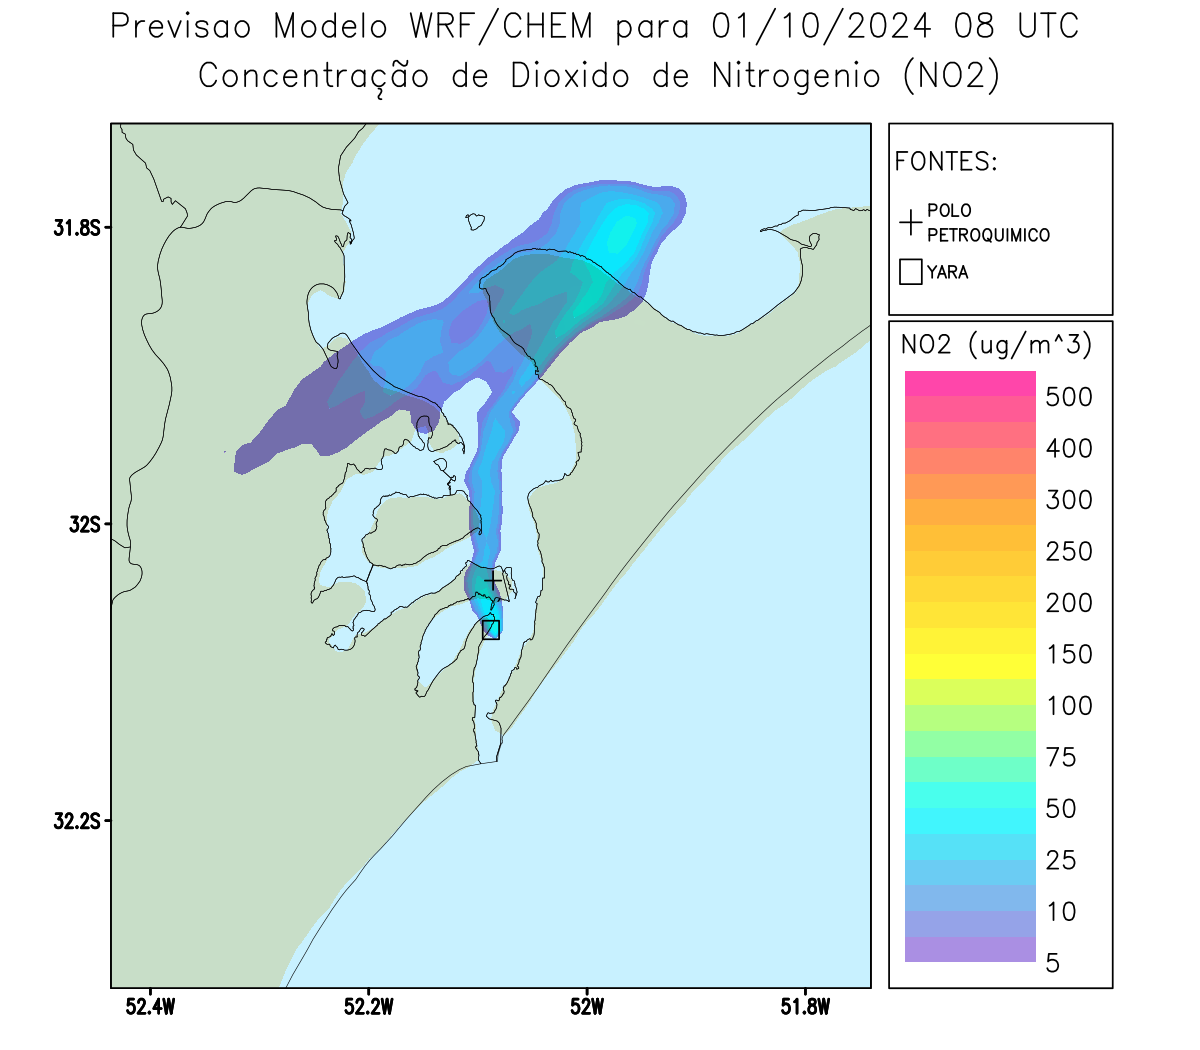 Previsao Modelo WRF/CHEM para 01/10/2024 08 UTC
Concentração de Dioxido de Nitrogenio (NO2)
FONTES:
POLO
PETROQUIMICO
YARA
NO2 (ug/m^3)
500
400
300
250
200
150
100
75
50
25
10
5
31.8S
32S
32.2S
52.4W
52.2W
52W
51.8W